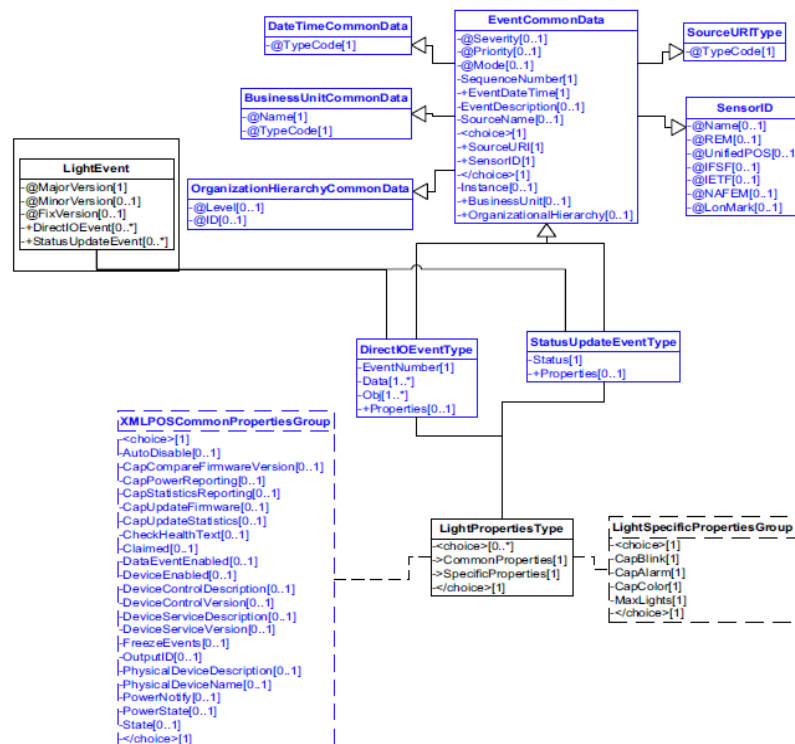 DateTimeCommonData
-@TypeCode[1]
BusinessUnitCommonData
-@Name[1]
-@TypeCode[1]
OrganizationHierarchyCommonData
-@Level[0..1]
-@ID[0..1]
EventCommonData
-@Severity[0..1]
-@Priority[0..1]
-@Mode[0..1]
-SequenceNumber[1]
-+EventDateTime[1]
-EventDescription[0..1]
-SourceName[0..1]
-<choice>[1]
-+SourceURI[1]
-+SensorID[1]
-</choice>[1]
-Instance[0..1]
-+BusinessUnit[0..1]
-+OrganizationalHierarchy[0..1]
SourceURIType
-@TypeCode[1]
SensorID
-@Name[0..1]
-@REM[0..1]
-@UnifiedPOS[0..1]
-@IFSF[0..1]
-@IETF[0..1]
-@NAFEM[0..1]
-@LonMark[0..1]
LightEvent
-@MajorVersion[1]
-@MinorVersion[0..1]
-@FixVersion[0..1]
-+DirectIOEvent[0..*]
-+StatusUpdateEvent[0..*]
DirectIOEventType
-EventNumber[1]
-Data[1..*]
-Obj[1..*]
-+Properties[0..1]
StatusUpdateEventType
-Status[1]
-+Properties[0..1]
XMLPOSCommonPropertiesGroup
-<choice>[1]
-AutoDisable[0..1]
-CapCompareFirmwareVersion[0..1]
-CapPowerReporting[0..1]
-CapStatisticsReporting[0..1]
-CapUpdateFirmware[0..1]
-CapUpdateStatistics[0..1]
-CheckHealthText[0..1]
-Claimed[0..1]
-DataEventEnabled[0..1]
-DeviceEnabled[0..1]
-DeviceControlDescription[0..1]
-DeviceControlVersion[0..1]
-DeviceServiceDescription[0..1]
-DeviceServiceVersion[0..1]
-FreezeEvents[0..1]
-OutputID[0..1]
-PhysicalDeviceDescription[0..1]
-PhysicalDeviceName[0..1]
-PowerNotify[0..1]
-PowerState[0..1]
-State[0..1]
-</choice>[1]
LightPropertiesType
-<choice>[0..*]
->CommonProperties[1]
->SpecificProperties[1]
-</choice>[1]
LightSpecificPropertiesGroup
-<choice>[1]
-CapBlink[1]
-CapAlarm[1]
-CapColor[1]
-MaxLights[1]
-</choice>[1]